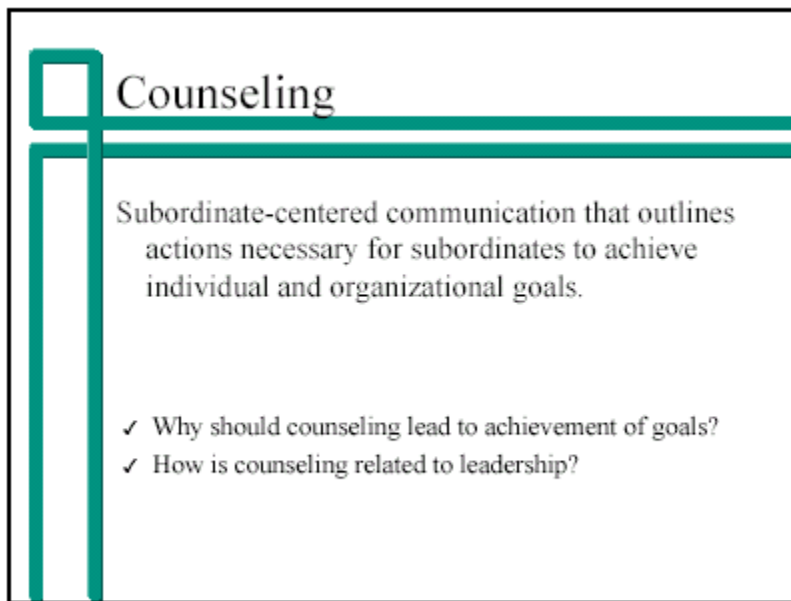 Counseling
Subordinate-centered communication that outlines
actions necessary for subordinates to achieve
individual and organizational goals.
✓ Why should counseling lead to achievement of goals?
✓ How is counseling related to leadership?